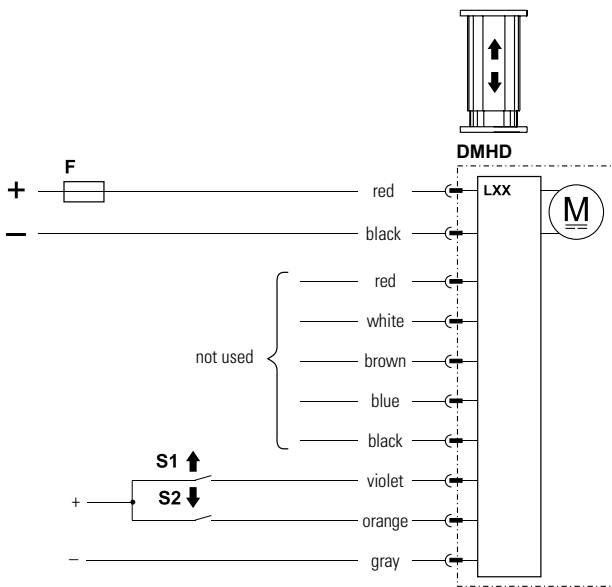 DMHD
F
+ red LXX M
− black
red
white
not used brown
blue
black
S1 violet
+ S2
orange
− gray